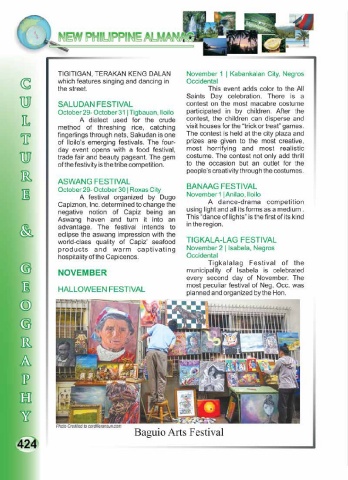 NEW PHILIPPINE ALMANAC
CULTURE & GEOGRAPHY
TIGITIGAN, TERAKAN KENG DALAN
which features singing and dancing in
the street.
SALUDAN FESTIVAL
October 29- October 31 | Tigbauan, Iloilo
A dialect used for the crude
method of threshing rice, catching
fingerlings through nets, Sakudan is one
of Iloilo's emerging festivals. The four-
day event opens with a food festival,
trade fair and beauty pageant. The gem
of the festivity is the tribe competition.
ASWANG FESTIVAL
October 29- October 30 | Roxas City
A festival organized by Dugo
Capiznon, Inc. determined to change the
negative notion of Capiz being an
Aswang haven and turn it into an
advantage. The festival intends to
eclipse the aswang impression with the
world-class quality of Capiz' seafood
products and warm captivating
hospitality of the Capicenos.
NOVEMBER
HALLOWEEN FESTIVAL
November 1 | Kabankalan City, Negros
Occidental
This event adds color to the All
Saints Day celebration. There is a
contest on the most macabre costume
participated in by children. After the
contest, the children can disperse and
visit houses for the "trick or treat" games.
The contest is held at the city plaza and
prizes are given to the most creative,
most horrifying and most realistic
costume. The contest not only add thrill
to the occasion but an outlet for the
people's creativity through the costumes.
BANAAG FESTIVAL
November 1 | Anilao, Iloilo
A dance-drama competition
using light and all its forms as a medium.
This "dance of lights" is the first of its kind
in the region.
TIGKALA-LAG FESTIVAL
November 2 | Isabela, Negros
Occidental
Tigkalalag Festival of the
municipality of Isabela is celebrated
every second day of November. The
most peculiar festival of Neg. Occ. was
planned and organized by the Hon.
Photo Credited to
Baguio Arts Festival
424